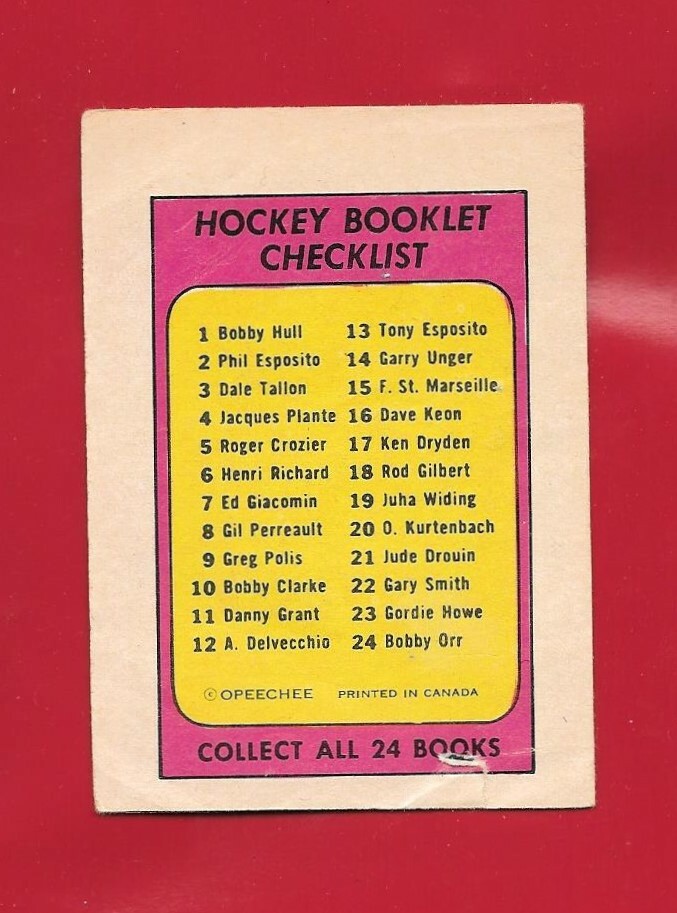 HOCKEY BOOKLET
CHECKLIST
1 Bobby Hull
2 Phil Esposito
3 Dale Tallon
4 Jacques Plante
5 Roger Crozier
6 Henri Richard
7 Ed Giacomin
8 Gil Perreault
9 Greg Polis
10 Bobby Clarke
11 Danny Grant
12 A. Delvecchio
13 Tony Esposito
14 Garry Unger
15 F. St. Marseille
16 Dave Keon
17 Ken Dryden
18 Rod Gilbert
19 Juha Widing
20 O. Kurtenbach
21 Jude Drouin
22 Gary Smith
23 Gordie Howe
24 Bobby Orr
© OPEECHEE PRINTED IN CANADA
COLLECT ALL 24 BOOKS